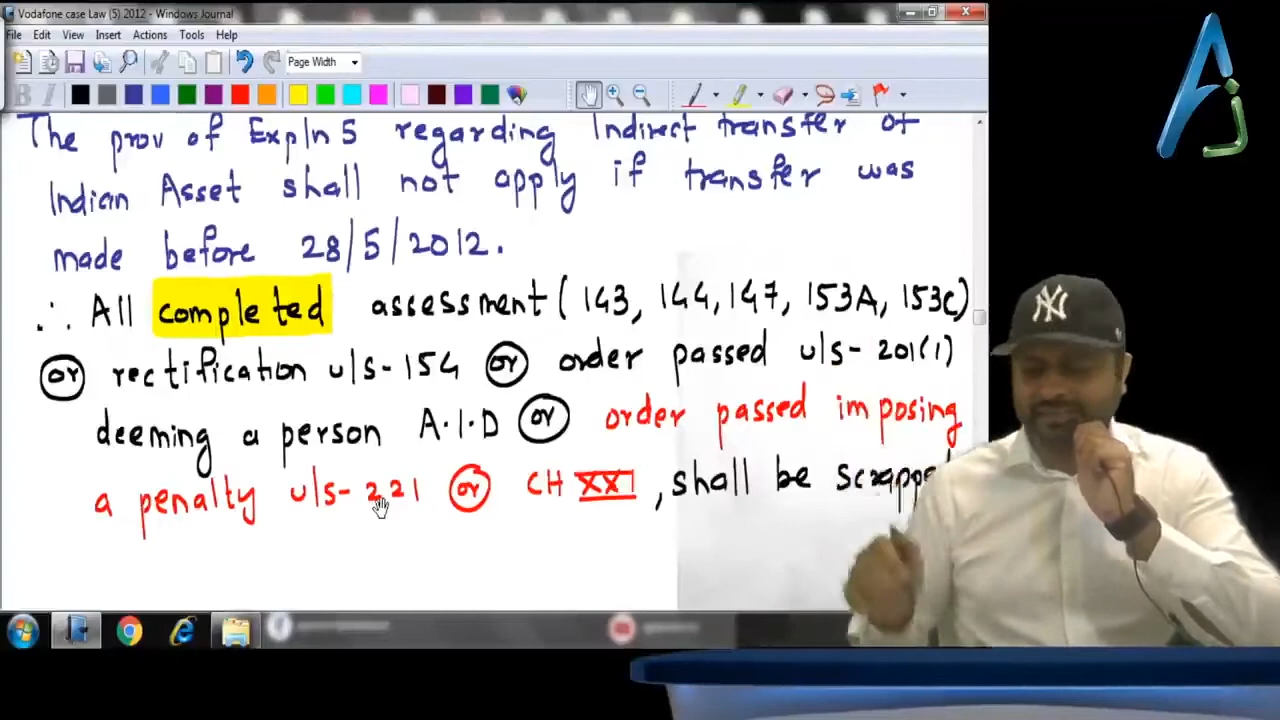 Vodafone case Law (5) 2012 - Windows Journal
File Edit View Insert Actions Tools Help
Page Width
B I
The prov of Expln 5 regarding Indirect transfer of
Indian Asset shall not apply if transfer was
made before 28/5/2012.
∴ All completed assessment (143, 144, 147, 153A, 153C)
or rectification u/s-154 or order passed u/s-201(1)
deeming a person A.I.D or order passed imposing
a penalty u/s-221 or CH XXI, shall be scrapped
NY
AJ